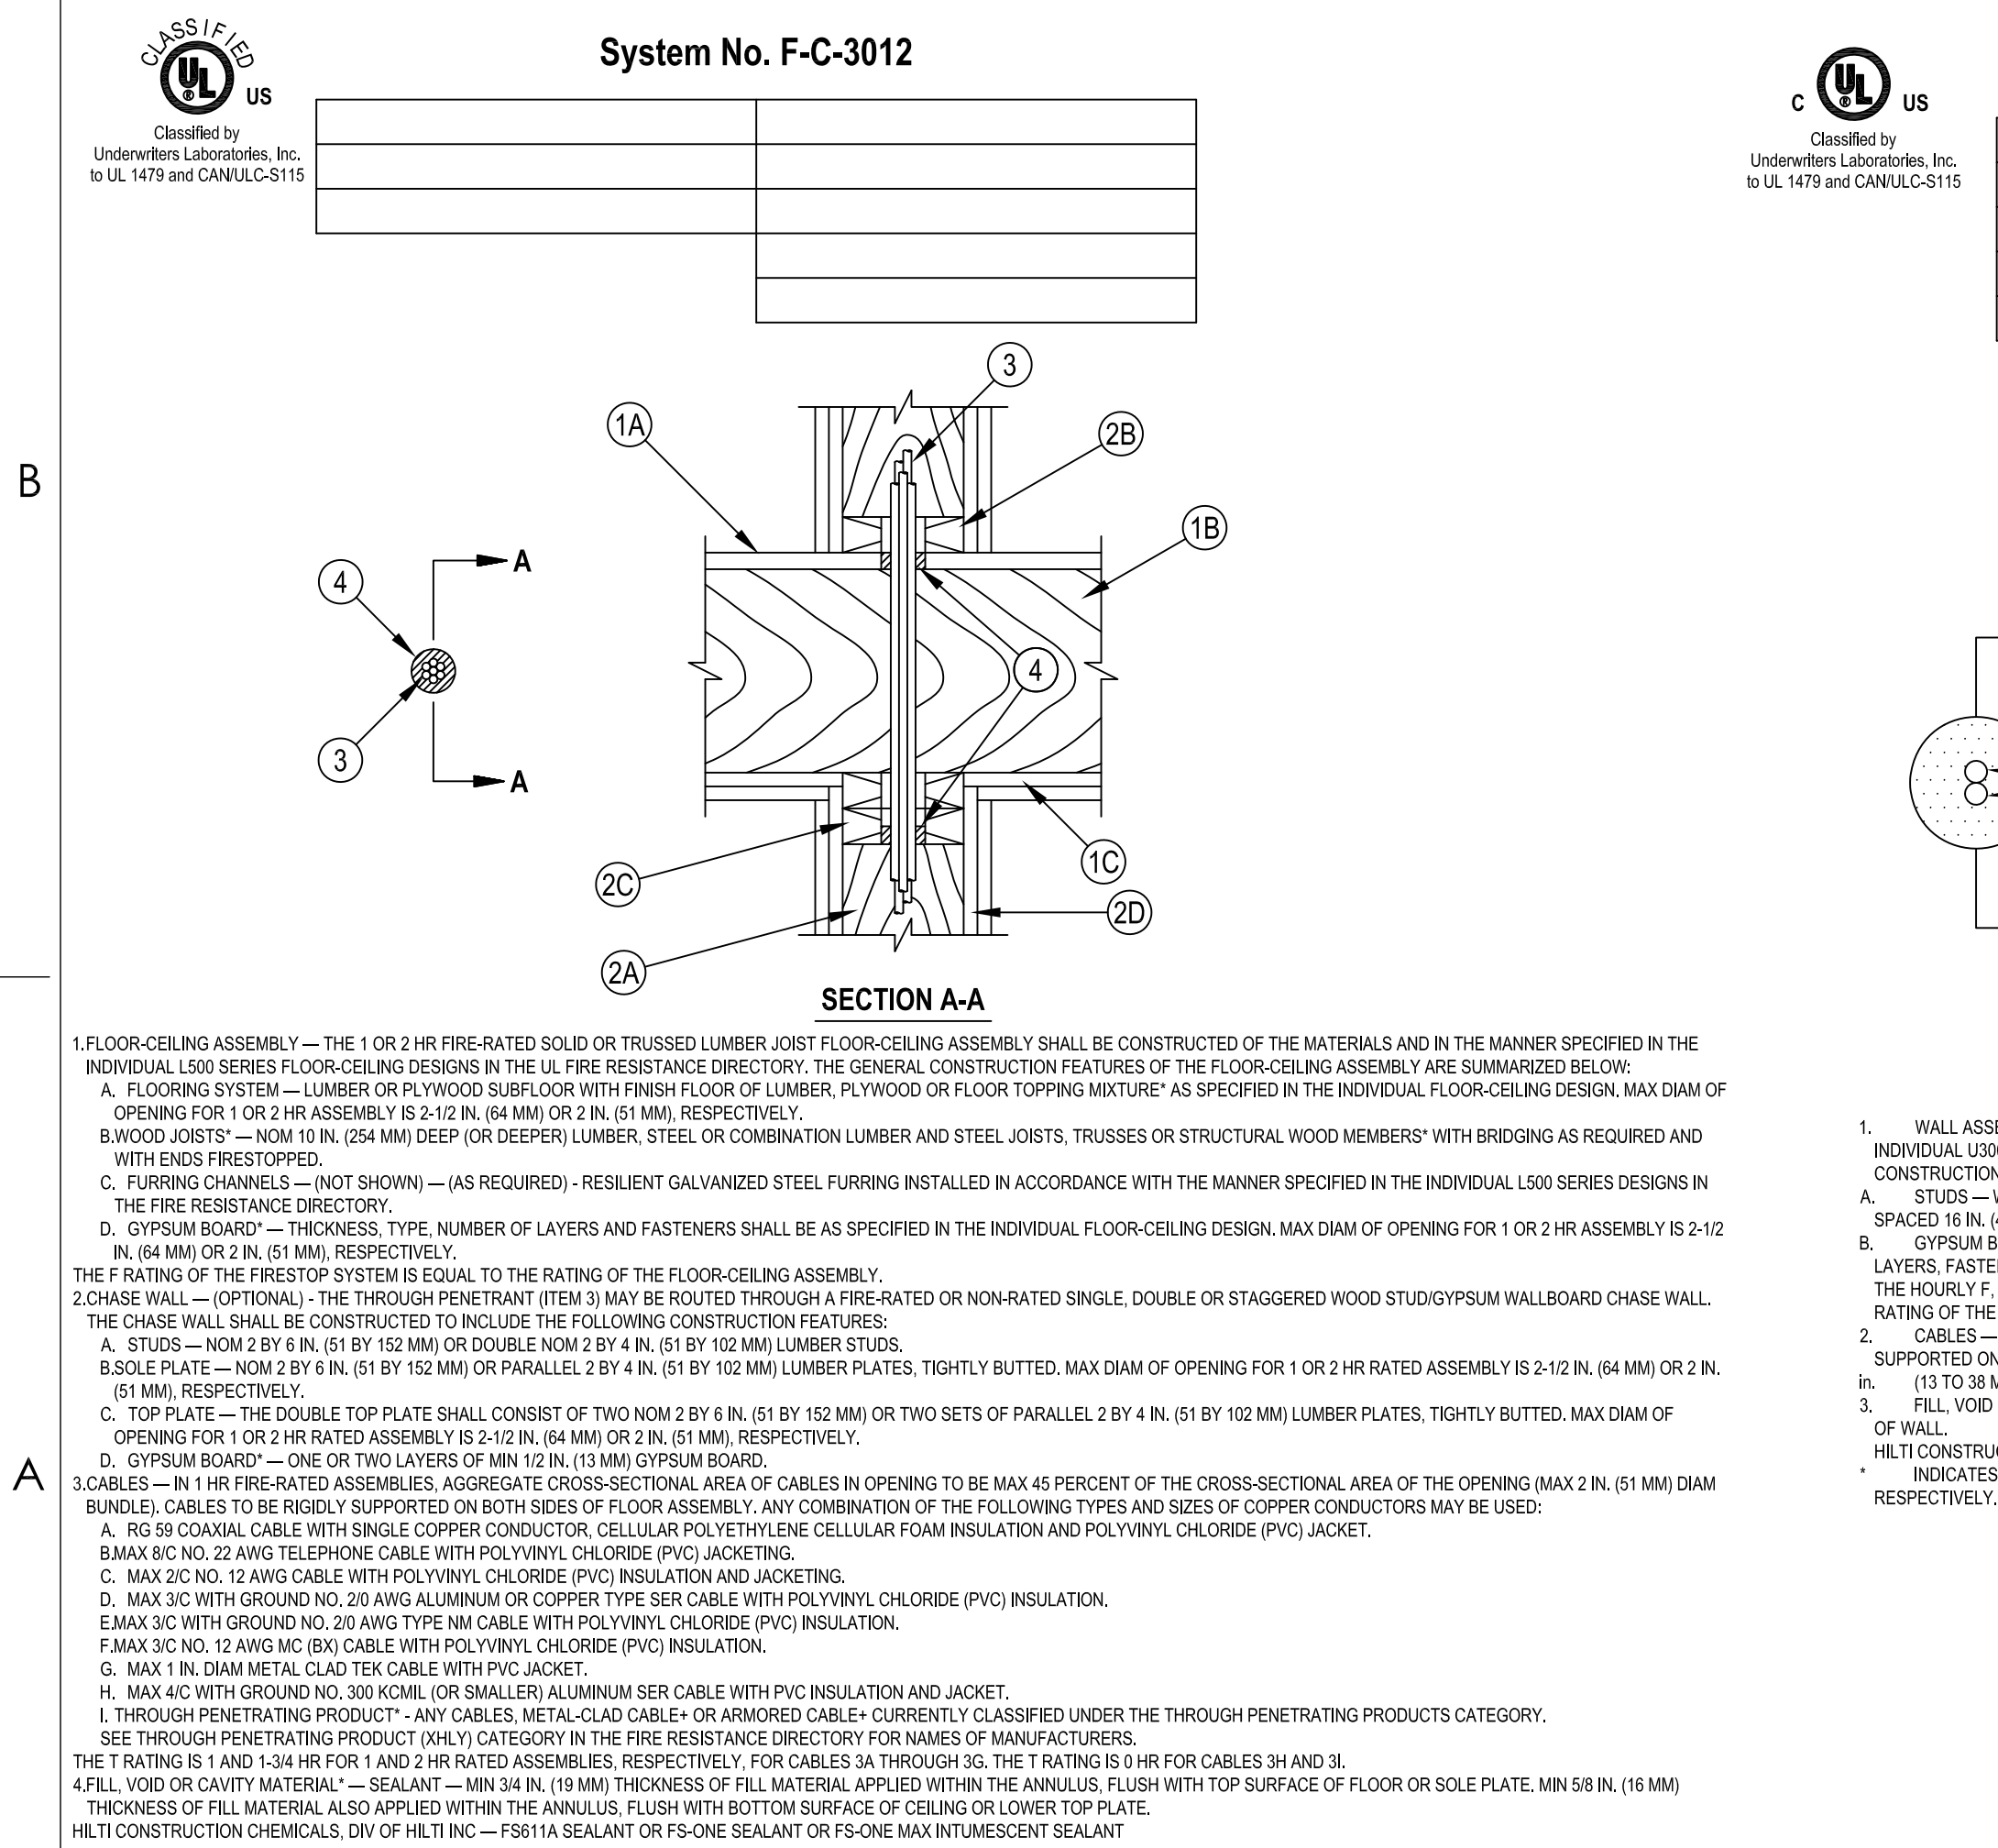 CLASSIFIED
UL
®
US
Classified by
Underwriters Laboratories, Inc.
to UL 1479 and CAN/ULC-S115
System No. F-C-3012
C
UL
®
US
Classified by
Underwriters Laboratories, Inc.
to UL 1479 and CAN/ULC-S115
B
3
1A
2B
1B
4
A
4
3
A
1C
2C
2D
2A
SECTION A-A
A
1.FLOOR-CEILING ASSEMBLY — THE 1 OR 2 HR FIRE-RATED SOLID OR TRUSSED LUMBER JOIST FLOOR-CEILING ASSEMBLY SHALL BE CONSTRUCTED OF THE MATERIALS AND IN THE MANNER SPECIFIED IN THE
INDIVIDUAL L500 SERIES FLOOR-CEILING DESIGNS IN THE UL FIRE RESISTANCE DIRECTORY. THE GENERAL CONSTRUCTION FEATURES OF THE FLOOR-CEILING ASSEMBLY ARE SUMMARIZED BELOW:
A. FLOORING SYSTEM — LUMBER OR PLYWOOD SUBFLOOR WITH FINISH FLOOR OF LUMBER, PLYWOOD OR FLOOR TOPPING MIXTURE* AS SPECIFIED IN THE INDIVIDUAL FLOOR-CEILING DESIGN. MAX DIAM OF
OPENING FOR 1 OR 2 HR ASSEMBLY IS 2-1/2 IN. (64 MM) OR 2 IN. (51 MM), RESPECTIVELY.
B.WOOD JOISTS* — NOM 10 IN. (254 MM) DEEP (OR DEEPER) LUMBER, STEEL OR COMBINATION LUMBER AND STEEL JOISTS, TRUSSES OR STRUCTURAL WOOD MEMBERS* WITH BRIDGING AS REQUIRED AND
WITH ENDS FIRESTOPPED.
C. FURRING CHANNELS — (NOT SHOWN) — (AS REQUIRED) - RESILIENT GALVANIZED STEEL FURRING INSTALLED IN ACCORDANCE WITH THE MANNER SPECIFIED IN THE INDIVIDUAL L500 SERIES DESIGNS IN
THE FIRE RESISTANCE DIRECTORY.
D. GYPSUM BOARD* — THICKNESS, TYPE, NUMBER OF LAYERS AND FASTENERS SHALL BE AS SPECIFIED IN THE INDIVIDUAL FLOOR-CEILING DESIGN. MAX DIAM OF OPENING FOR 1 OR 2 HR ASSEMBLY IS 2-1/2
IN. (64 MM) OR 2 IN. (51 MM), RESPECTIVELY.
THE F RATING OF THE FIRESTOP SYSTEM IS EQUAL TO THE RATING OF THE FLOOR-CEILING ASSEMBLY.
2.CHASE WALL — (OPTIONAL) - THE THROUGH PENETRANT (ITEM 3) MAY BE ROUTED THROUGH A FIRE-RATED OR NON-RATED SINGLE, DOUBLE OR STAGGERED WOOD STUD/GYPSUM WALLBOARD CHASE WALL.
THE CHASE WALL SHALL BE CONSTRUCTED TO INCLUDE THE FOLLOWING CONSTRUCTION FEATURES:
A. STUDS — NOM 2 BY 6 IN. (51 BY 152 MM) OR DOUBLE NOM 2 BY 4 IN. (51 BY 102 MM) LUMBER STUDS.
B.SOLE PLATE — NOM 2 BY 6 IN. (51 BY 152 MM) OR PARALLEL 2 BY 4 IN. (51 BY 102 MM) LUMBER PLATES, TIGHTLY BUTTED. MAX DIAM OF OPENING FOR 1 OR 2 HR RATED ASSEMBLY IS 2-1/2 IN. (64 MM) OR 2 IN.
(51 MM), RESPECTIVELY.
C. TOP PLATE — THE DOUBLE TOP PLATE SHALL CONSIST OF TWO NOM 2 BY 6 IN. (51 BY 152 MM) OR TWO SETS OF PARALLEL 2 BY 4 IN. (51 BY 102 MM) LUMBER PLATES, TIGHTLY BUTTED. MAX DIAM OF
OPENING FOR 1 OR 2 HR RATED ASSEMBLY IS 2-1/2 IN. (64 MM) OR 2 IN. (51 MM), RESPECTIVELY.
D. GYPSUM BOARD* — ONE OR TWO LAYERS OF MIN 1/2 IN. (13 MM) GYPSUM BOARD.
3.CABLES — IN 1 HR FIRE-RATED ASSEMBLIES, AGGREGATE CROSS-SECTIONAL AREA OF CABLES IN OPENING TO BE MAX 45 PERCENT OF THE CROSS-SECTIONAL AREA OF THE OPENING (MAX 2 IN. (51 MM) DIAM
BUNDLE). CABLES TO BE RIGIDLY SUPPORTED ON BOTH SIDES OF FLOOR ASSEMBLY. ANY COMBINATION OF THE FOLLOWING TYPES AND SIZES OF COPPER CONDUCTORS MAY BE USED:
A. RG 59 COAXIAL CABLE WITH SINGLE COPPER CONDUCTOR, CELLULAR POLYETHYLENE CELLULAR FOAM INSULATION AND POLYVINYL CHLORIDE (PVC) JACKET.
B.MAX 8/C NO. 22 AWG TELEPHONE CABLE WITH POLYVINYL CHLORIDE (PVC) JACKETING.
C. MAX 2/C NO. 12 AWG CABLE WITH POLYVINYL CHLORIDE (PVC) INSULATION AND JACKETING.
D. MAX 3/C WITH GROUND NO. 2/0 AWG ALUMINUM OR COPPER TYPE SER CABLE WITH POLYVINYL CHLORIDE (PVC) INSULATION.
E.MAX 3/C WITH GROUND NO. 2/0 AWG TYPE NM CABLE WITH POLYVINYL CHLORIDE (PVC) INSULATION.
F.MAX 3/C NO. 12 AWG MC (BX) CABLE WITH POLYVINYL CHLORIDE (PVC) INSULATION.
G. MAX 1 IN. DIAM METAL CLAD TEK CABLE WITH PVC JACKET.
H. MAX 4/C WITH GROUND NO. 300 KCMIL (OR SMALLER) ALUMINUM SER CABLE WITH PVC INSULATION AND JACKET.
I. THROUGH PENETRATING PRODUCT* - ANY CABLES, METAL-CLAD CABLE+ OR ARMORED CABLE+ CURRENTLY CLASSIFIED UNDER THE THROUGH PENETRATING PRODUCTS CATEGORY.
SEE THROUGH PENETRATING PRODUCT (XHLY) CATEGORY IN THE FIRE RESISTANCE DIRECTORY FOR NAMES OF MANUFACTURERS.
THE T RATING IS 1 AND 1-3/4 HR FOR 1 AND 2 HR RATED ASSEMBLIES, RESPECTIVELY, FOR CABLES 3A THROUGH 3G. THE T RATING IS 0 HR FOR CABLES 3H AND 3I.
4.FILL, VOID OR CAVITY MATERIAL* — SEALANT — MIN 3/4 IN. (19 MM) THICKNESS OF FILL MATERIAL APPLIED WITHIN THE ANNULUS, FLUSH WITH TOP SURFACE OF FLOOR OR SOLE PLATE. MIN 5/8 IN. (16 MM)
THICKNESS OF FILL MATERIAL ALSO APPLIED WITHIN THE ANNULUS, FLUSH WITH BOTTOM SURFACE OF CEILING OR LOWER TOP PLATE.
HILTI CONSTRUCTION CHEMICALS, DIV OF HILTI INC — FS611A SEALANT OR FS-ONE SEALANT OR FS-ONE MAX INTUMESCENT SEALANT
1. WALL ASSE
INDIVIDUAL U300
CONSTRUCTION
A. STUDS — W
SPACED 16 IN. (4
B. GYPSUM B
LAYERS, FASTE
THE HOURLY F,
RATING OF THE
2. CABLES —
SUPPORTED ON
in. (13 TO 38 M
3. FILL, VOID
OF WALL.
HILTI CONSTRUC
* INDICATES
RESPECTIVELY.